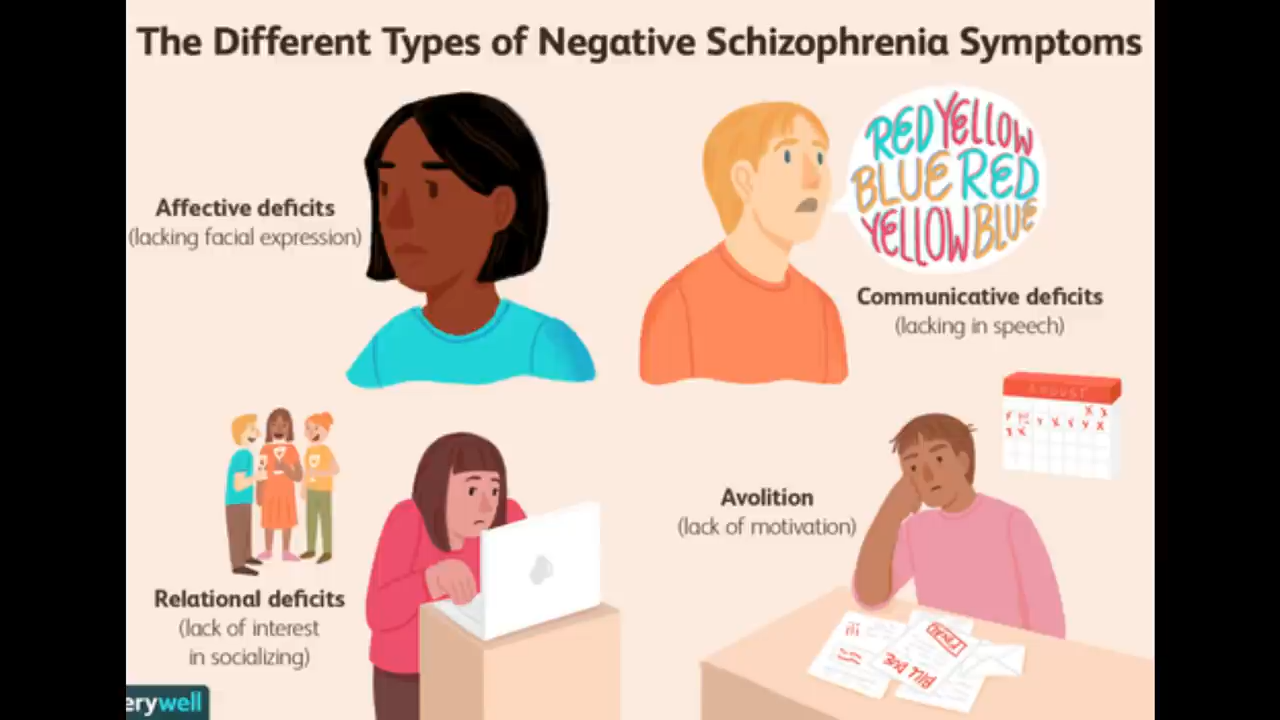 The Different Types of Negative Schizophrenia Symptoms
Affective deficits
(lacking facial expression)
RED YELLOW
BLUE RED
YELLOW BLUE
Communicative deficits
(lacking in speech)
AUGUST
Avolition
(lack of motivation)
Relational deficits
(lack of interest
in socializing)
FINAL
BILL DUE
erywell